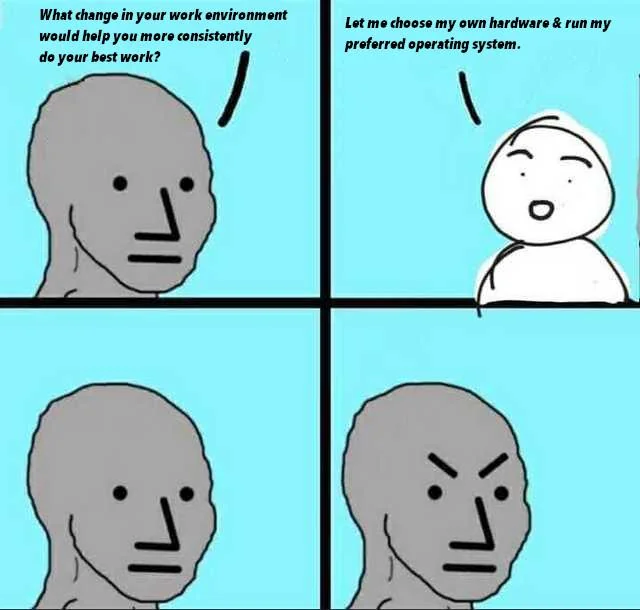 What change in your work environment
would help you more consistently
do your best work?
Let me choose my own hardware & run my
preferred operating system.